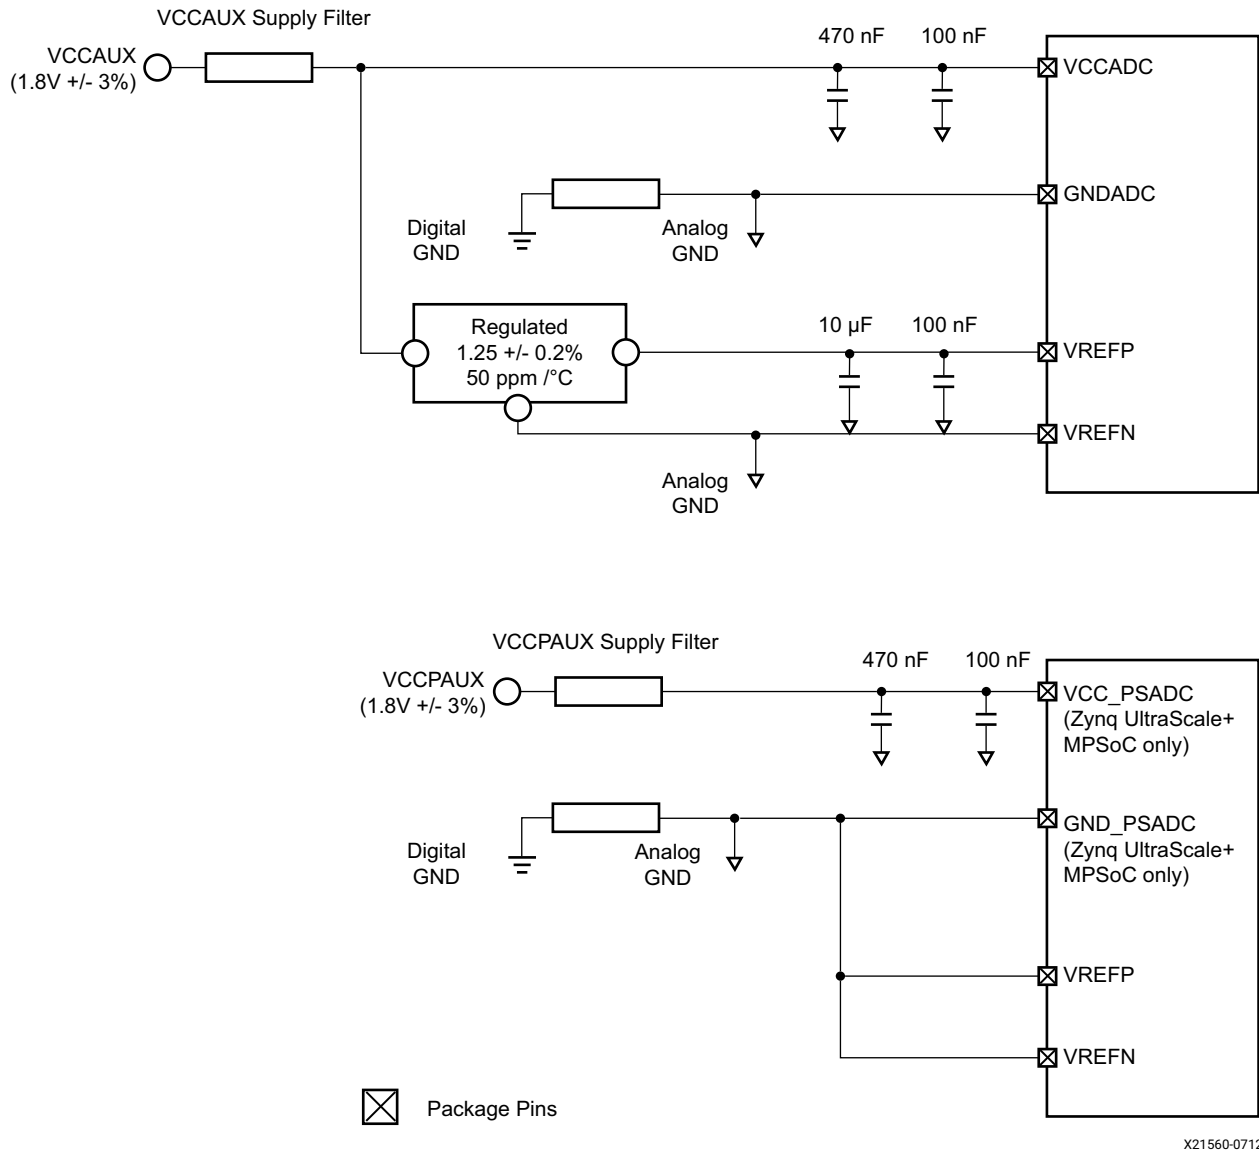 VCCAUX Supply Filter
VCCAUX
(1.8V +/- 3%)
470 nF
100 nF
VCCADC
GNDADC
Digital
GND
Analog
GND
Regulated
1.25 +/- 0.2%
50 ppm /°C
10 µF
100 nF
VREFP
VREFN
Analog
GND
VCCPAUX Supply Filter
VCCPAUX
(1.8V +/- 3%)
470 nF
100 nF
VCC_PSADC
(Zynq UltraScale+
MPSoC only)
GND_PSADC
(Zynq UltraScale+
MPSoC only)
Digital
GND
Analog
GND
VREFP
VREFN
Package Pins
X21560-0712